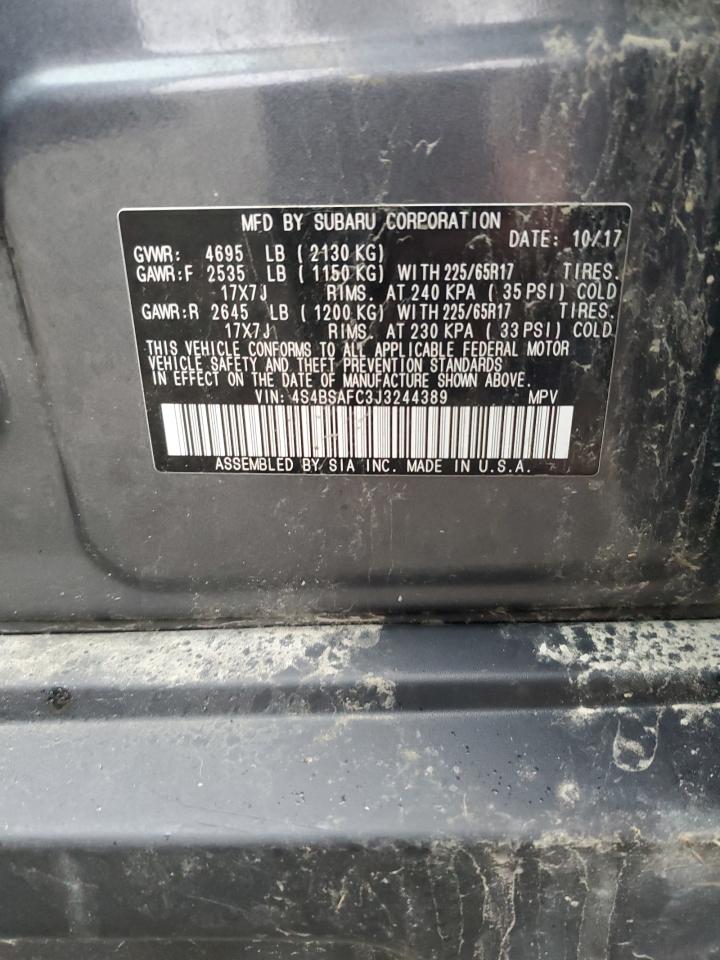 MFD BY SUBARU CORPORATION
DATE: 10/17
GVWR: 4695 LB ( 2130 KG)
GAWR:F 2535 LB ( 1150 KG) WITH 225/65R17 TIRES.
17X7J RIMS. AT 240 KPA ( 35 PSI) COLD
GAWR:R 2645 LB ( 1200 KG) WITH 225/65R17 TIRES.
17X7J RIMS. AT 230 KPA ( 33 PSI) COLD
THIS VEHICLE CONFORMS TO ALL APPLICABLE FEDERAL MOTOR
VEHICLE SAFETY AND THEFT PREVENTION STANDARDS
IN EFFECT ON THE DATE OF MANUFACTURE SHOWN ABOVE.
VIN: 4S4BSAFC3J3244389 MPV
ASSEMBLED BY SIA INC. MADE IN U.S.A.